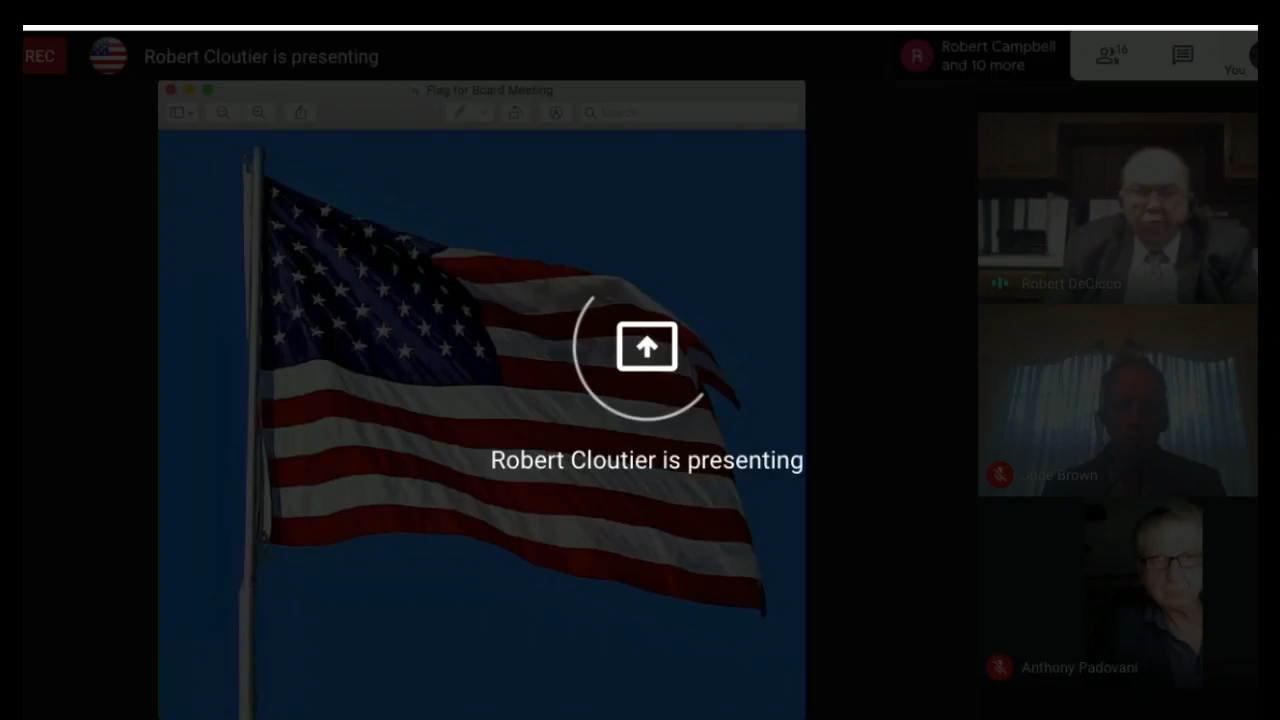 REC
Robert Cloutier is presenting
Robert Campbell
and 10 more
16
You
R
Flag for Board Meeting
Search
Robert DeCicco
Robert Cloutier is presenting
Brown
Anthony Padovani